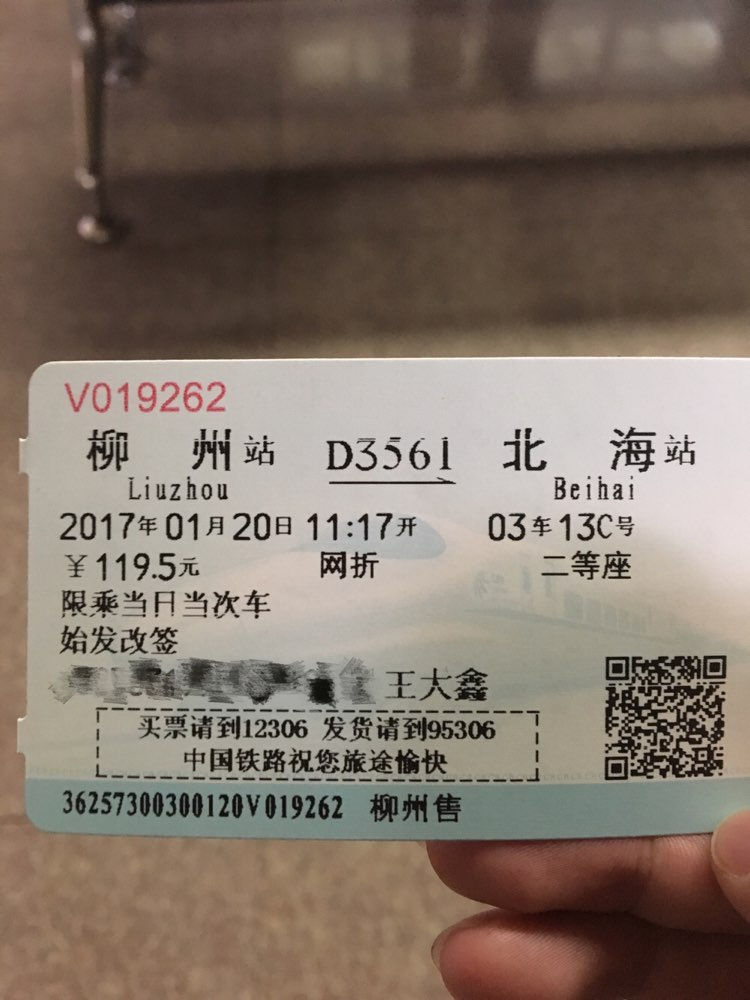 V019262
柳州站 D3561 北海站
Liuzhou Beihai
2017年01月20日 11:17开 03车13C号
¥119.5元 网折 二等座
限乘当日当次车
始发改签
王大鑫
买票请到12306 发货请到95306
中国铁路祝您旅途愉快
36257300300120V019262 柳州售